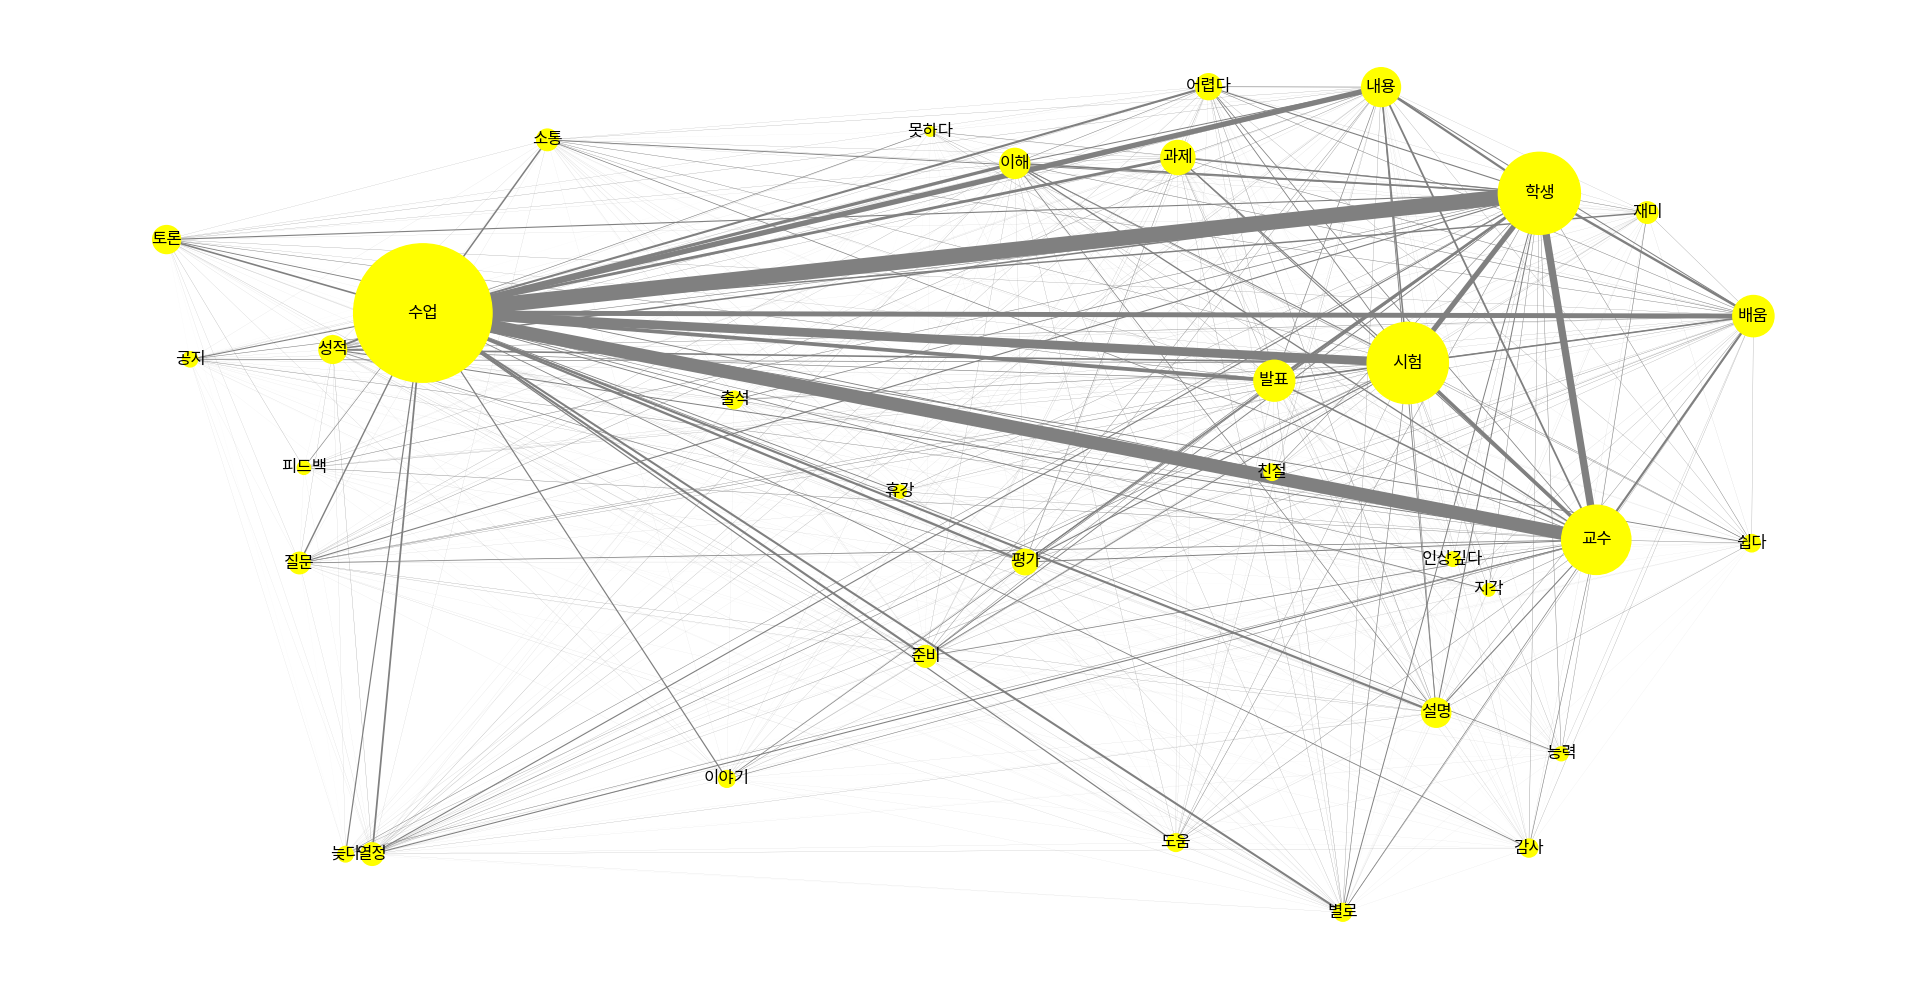 어렵다
내용
못하다
소통
과제
이해
학생
재미
토론
수업
배움
성적
공지
시험
발표
출석
피드백
친절
휴강
교수
쉽다
질문
평가
인상깊다
지각
준비
설명
능력
이야기
도움
감사
늦다
열정
별로